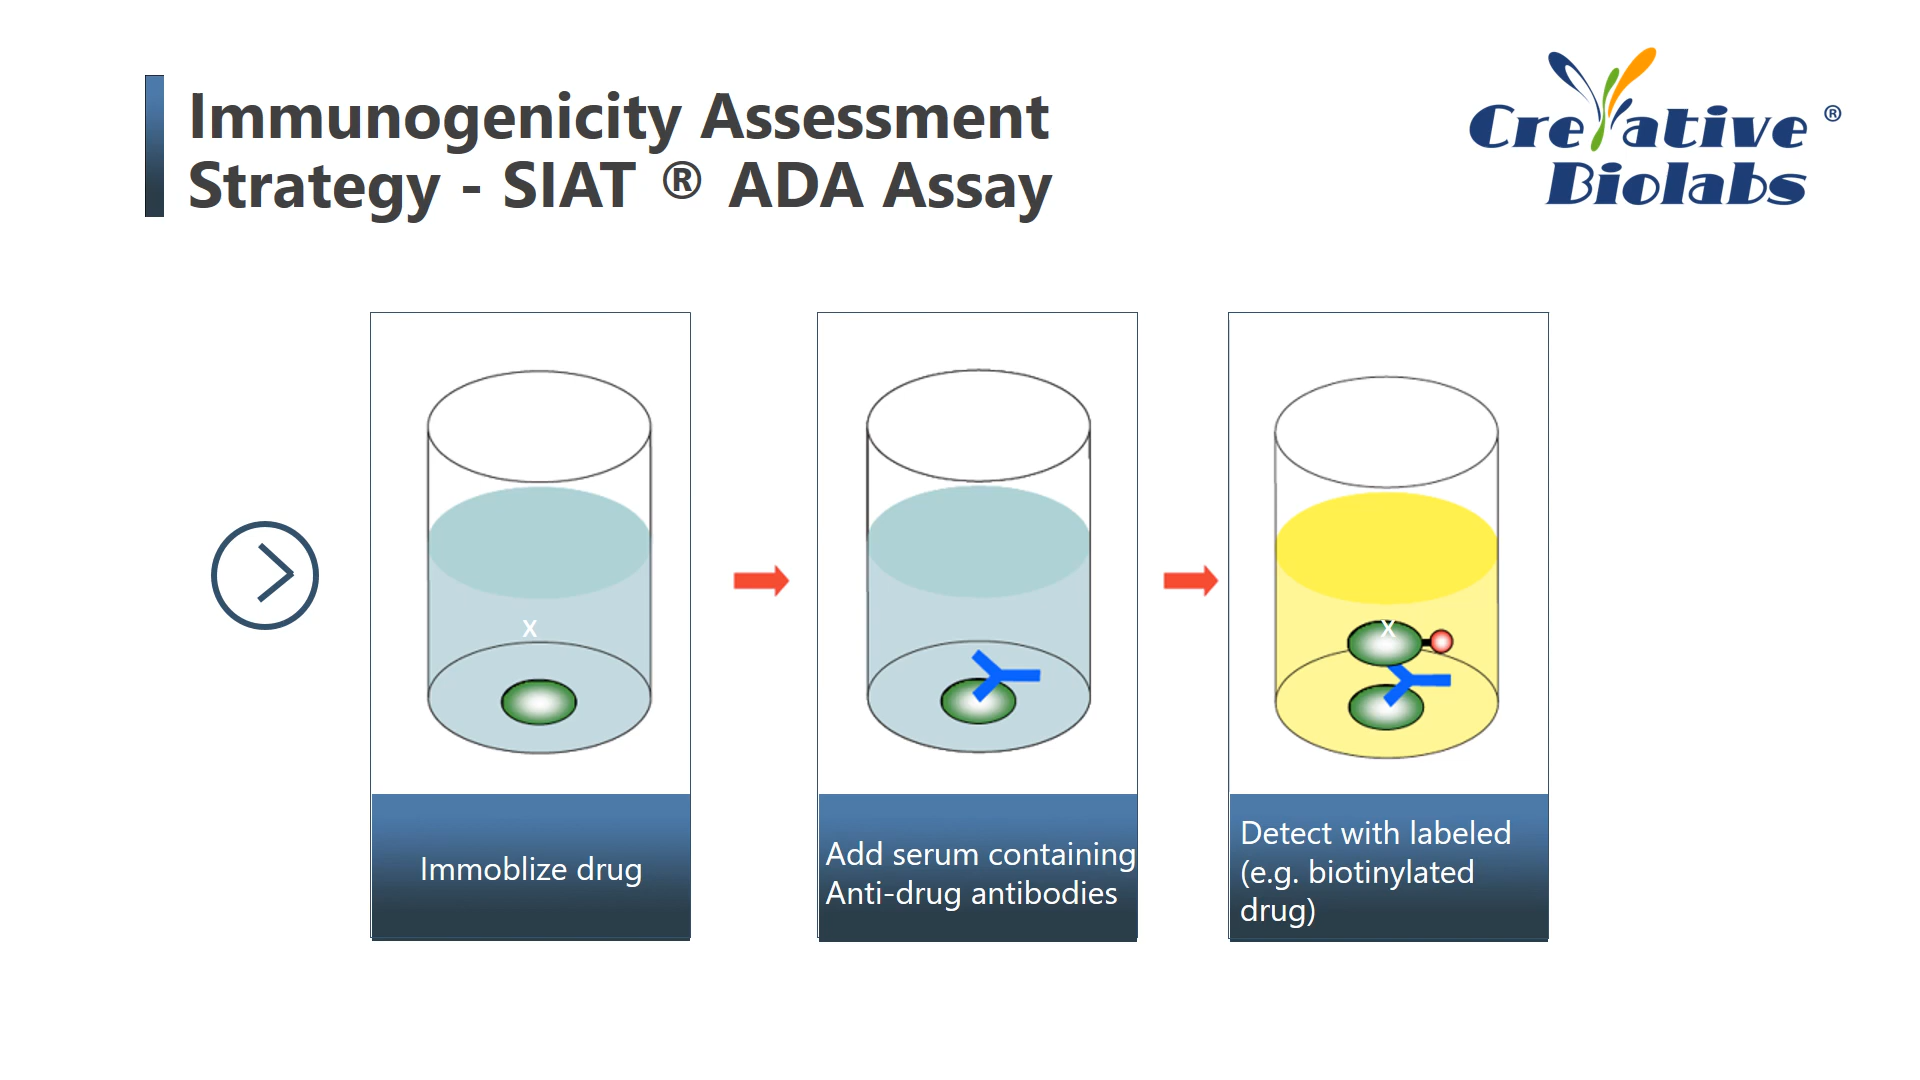 Immunogenicity Assessment
Strategy - SIAT ® ADA Assay
Creative ®
Biolabs
x
x
Immoblize drug
Add serum containing
Anti-drug antibodies
Detect with labeled
(e.g. biotinylated
drug)